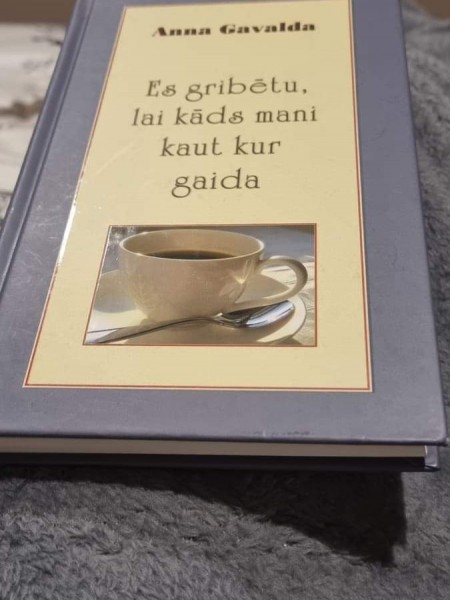 Anna Gavalda
Es gribētu,
lai kāds mani
kaut kur
gaida